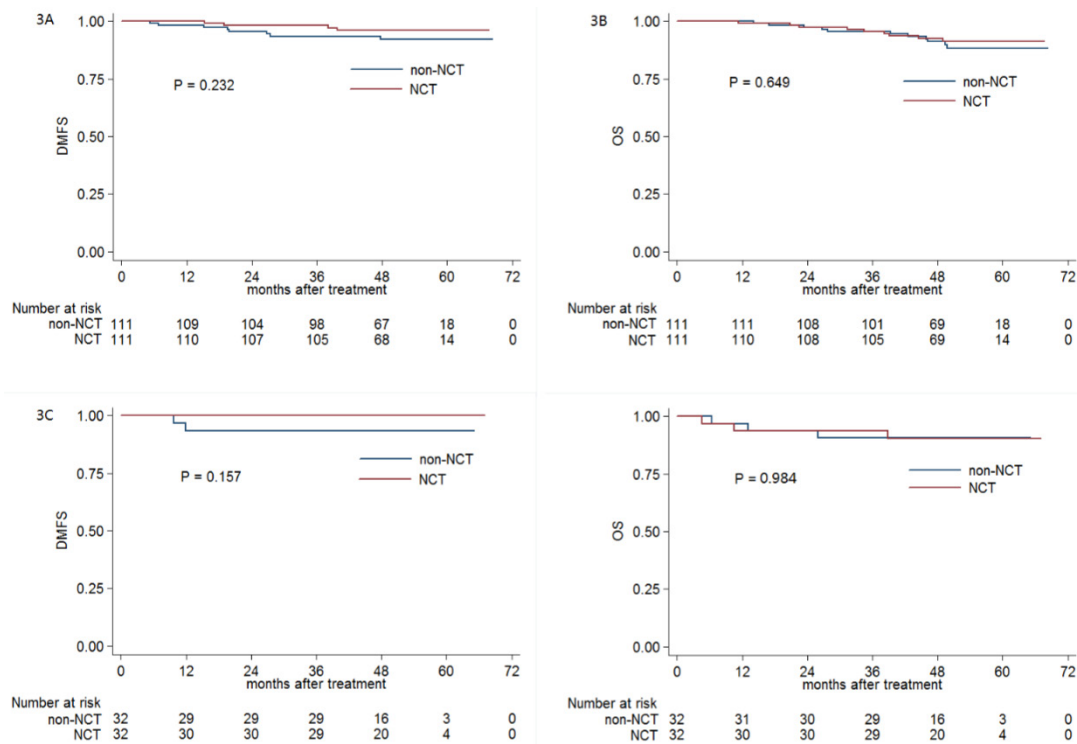 3A
1.00
0.75
0.50
0.25
0.00
DMFS
P = 0.232
non-NCT
NCT
0 12 24 36 48 60 72
months after treatment
Number at risk
non-NCT 111 109 104 98 67 18 0
NCT 111 110 107 105 68 14 0
3B
1.00
0.75
0.50
0.25
0.00
OS
P = 0.649
non-NCT
NCT
0 12 24 36 48 60 72
months after treatment
Number at risk
non-NCT 111 111 108 101 69 18 0
NCT 111 110 108 105 69 14 0
3C
1.00
0.75
0.50
0.25
0.00
DMFS
P = 0.157
non-NCT
NCT
0 12 24 36 48 60 72
months after treatment
Number at risk
non-NCT 32 29 29 29 16 3 0
NCT 32 30 30 29 20 4 0
1.00
0.75
0.50
0.25
0.00
OS
P = 0.984
non-NCT
NCT
0 12 24 36 48 60 72
months after treatment
Number at risk
non-NCT 32 31 30 29 16 3 0
NCT 32 30 30 29 20 4 0